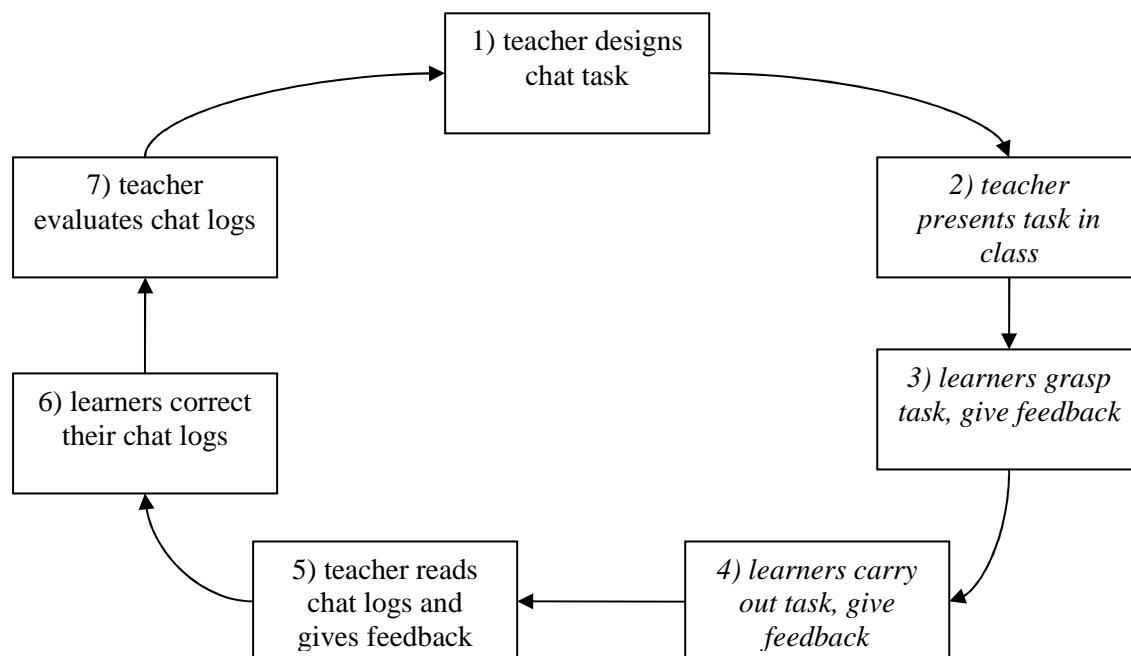 1) teacher designs
chat task
2) teacher
presents task in
class
3) learners grasp
task, give feedback
4) learners carry
out task, give
feedback
5) teacher reads
chat logs and
gives feedback
6) learners correct
their chat logs
7) teacher
evaluates chat logs